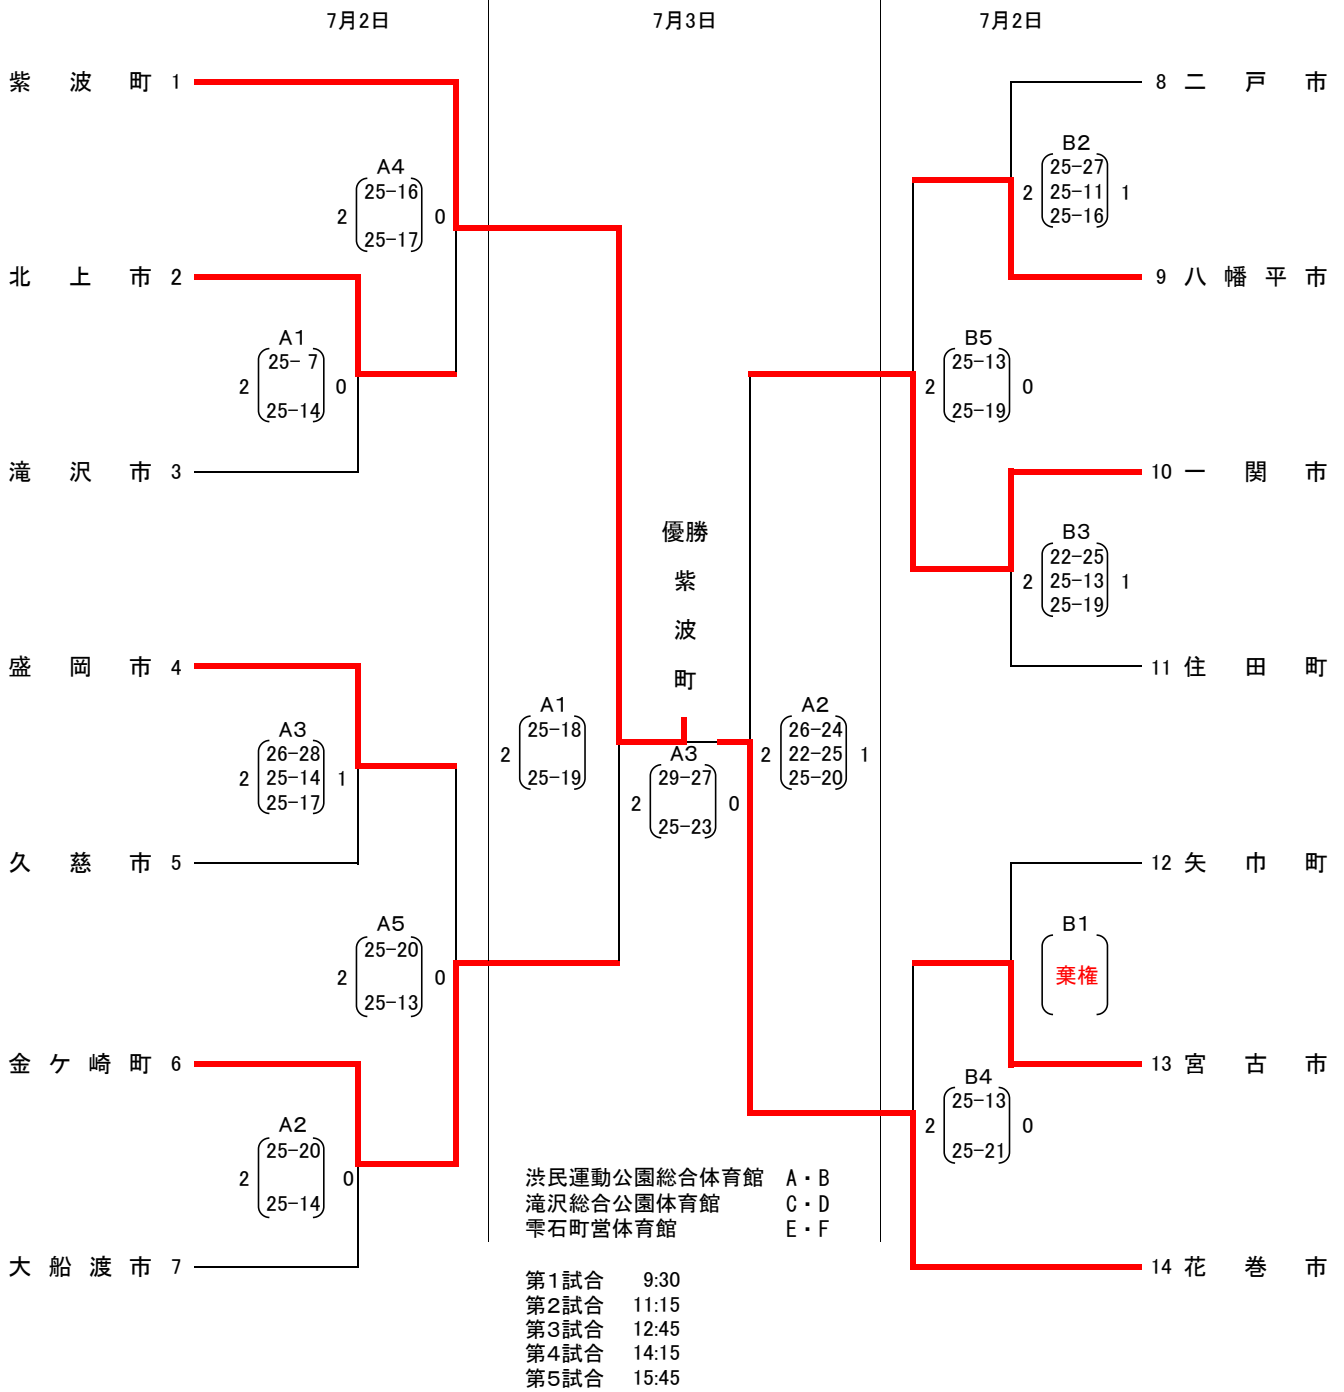 7月2日
7月3日
7月2日
紫波町 1
北上市 2
滝沢市 3
盛岡市 4
久慈市 5
金ケ崎町 6
大船渡市 7
A4
25-16
2 0
25-17
A1
25- 7
2 0
25-14
A3
26-28
2 25-14 1
25-17
A5
25-20
2 0
25-13
A2
25-20
2 0
25-14
優勝
紫
波
町
A1
25-18
2
25-19
A3
29-27
2 0
25-23
A2
26-24
2 22-25 1
25-20
8 二戸市
9 八幡平市
10 一関市
11 住田町
12 矢巾町
13 宮古市
14 花巻市
B2
25-27
2 25-11 1
25-16
B5
25-13
2 0
25-19
B3
22-25
2 25-13 1
25-19
B1
棄権
B4
25-13
2 0
25-21
渋民運動公園総合体育館 A・B
滝沢総合公園体育館 C・D
雫石町営体育館 E・F
第1試合 9:30
第2試合 11:15
第3試合 12:45
第4試合 14:15
第5試合 15:45